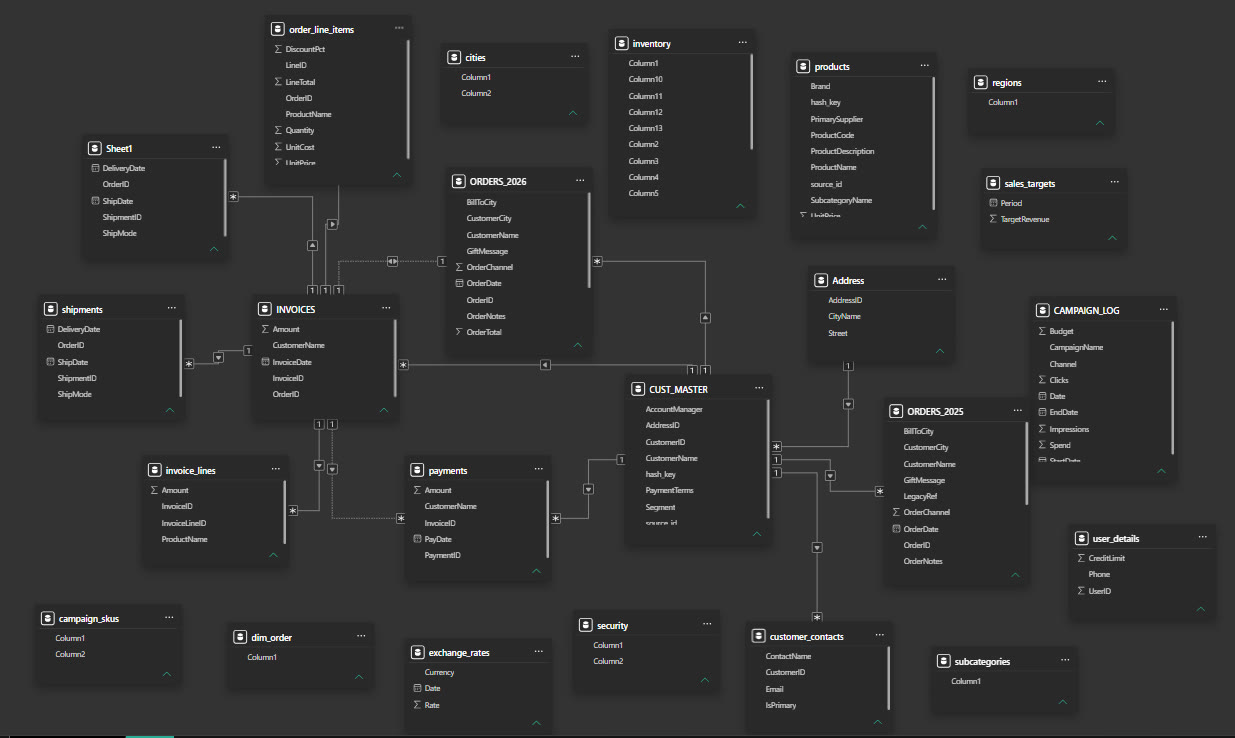 order_line_items
DiscountPct
LineID
LineTotal
OrderID
ProductName
Quantity
UnitCost
UnitPrice
cities
Column1
Column2
inventory
Column1
Column10
Column11
Column12
Column13
Column2
Column3
Column4
Column5
products
Brand
hash_key
PrimarySupplier
ProductCode
ProductDescription
ProductName
source_id
SubcategoryName
UnitPrice
regions
Column1
Sheet1
DeliveryDate
OrderID
ShipDate
ShipmentID
ShipMode
ORDERS_2026
BillToCity
CustomerCity
CustomerName
GiftMessage
OrderChannel
OrderDate
OrderID
OrderNotes
OrderTotal
sales_targets
Period
TargetRevenue
Address
AddressID
CityName
Street
shipments
DeliveryDate
OrderID
ShipDate
ShipmentID
ShipMode
INVOICES
Amount
CustomerName
InvoiceDate
InvoiceID
OrderID
CAMPAIGN_LOG
Budget
CampaignName
Channel
Clicks
Date
EndDate
Impressions
Spend
StartDate
CUST_MASTER
AccountManager
AddressID
CustomerID
CustomerName
hash_key
PaymentTerms
Segment
source_id
ORDERS_2025
BillToCity
CustomerCity
CustomerName
GiftMessage
LegacyRef
OrderChannel
OrderDate
OrderID
OrderNotes
invoice_lines
Amount
InvoiceID
InvoiceLineID
ProductName
payments
Amount
CustomerName
InvoiceID
PayDate
PaymentID
user_details
CreditLimit
Phone
UserID
campaign_skus
Column1
Column2
dim_order
Column1
exchange_rates
Currency
Date
Rate
security
Column1
Column2
customer_contacts
ContactName
CustomerID
Email
IsPrimary
subcategories
Column1